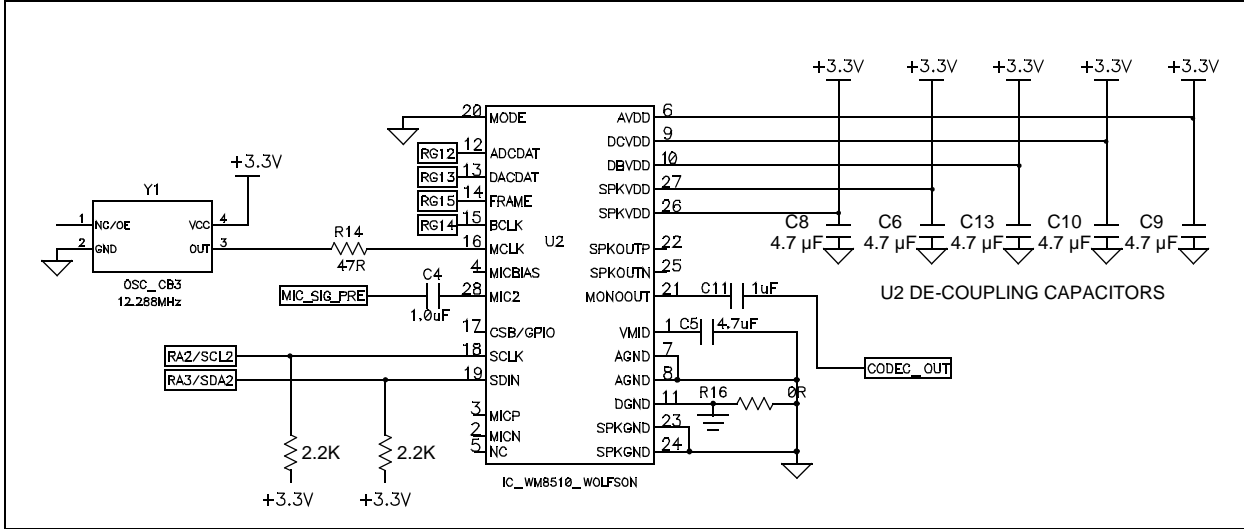 +3.3V +3.3V +3.3V +3.3V +3.3V
20 MODE AVDD 6
RG12 12 ADCDAT DCVDD 9
RG13 13 DACDAT DBVDD 10
RG15 14 FRAME SPKVDD 27
RG14 15 BCLK SPKVDD 26
+3.3V
Y1
1 NC/OE VCC 4
2 GND OUT 3
OSC_CB3
12.288MHz
R14
47R
16 MCLK U2 SPKOUTP 22
4 MICBIAS SPKOUTN 25
MIC_SIG_PRE C4 28 MIC2 MONOOUT 21 C11 1uF
1.0uF
17 CSB/GPIO VMID 1 C5 4.7uF
RA2/SCL2 18 SCLK AGND 7
RA3/SDA2 19 SDIN AGND 8
CODEC_OUT
3 MICP DGND 11 R16 0R
2 MICN SPKGND 23
5 NC SPKGND 24
2.2K 2.2K
+3.3V +3.3V
IC_WM8510_WOLFSON
C8 C6 C13 C10 C9
4.7 µF 4.7 µF 4.7 µF 4.7 µF 4.7 µF
U2 DE-COUPLING CAPACITORS